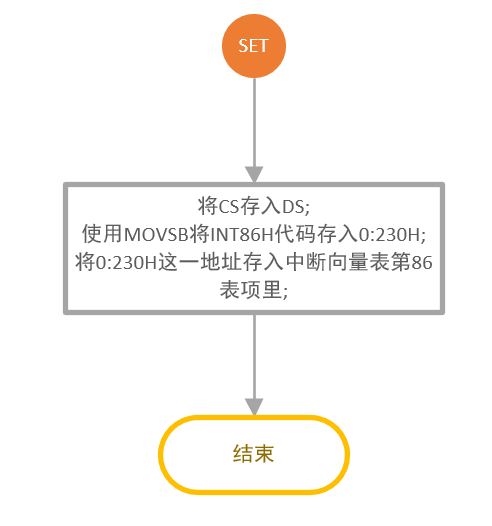 SET
将CS存入DS;
使用MOVSB将INT86H代码存入0:230H;
将0:230H这一地址存入中断向量表第86
表项里;
结束